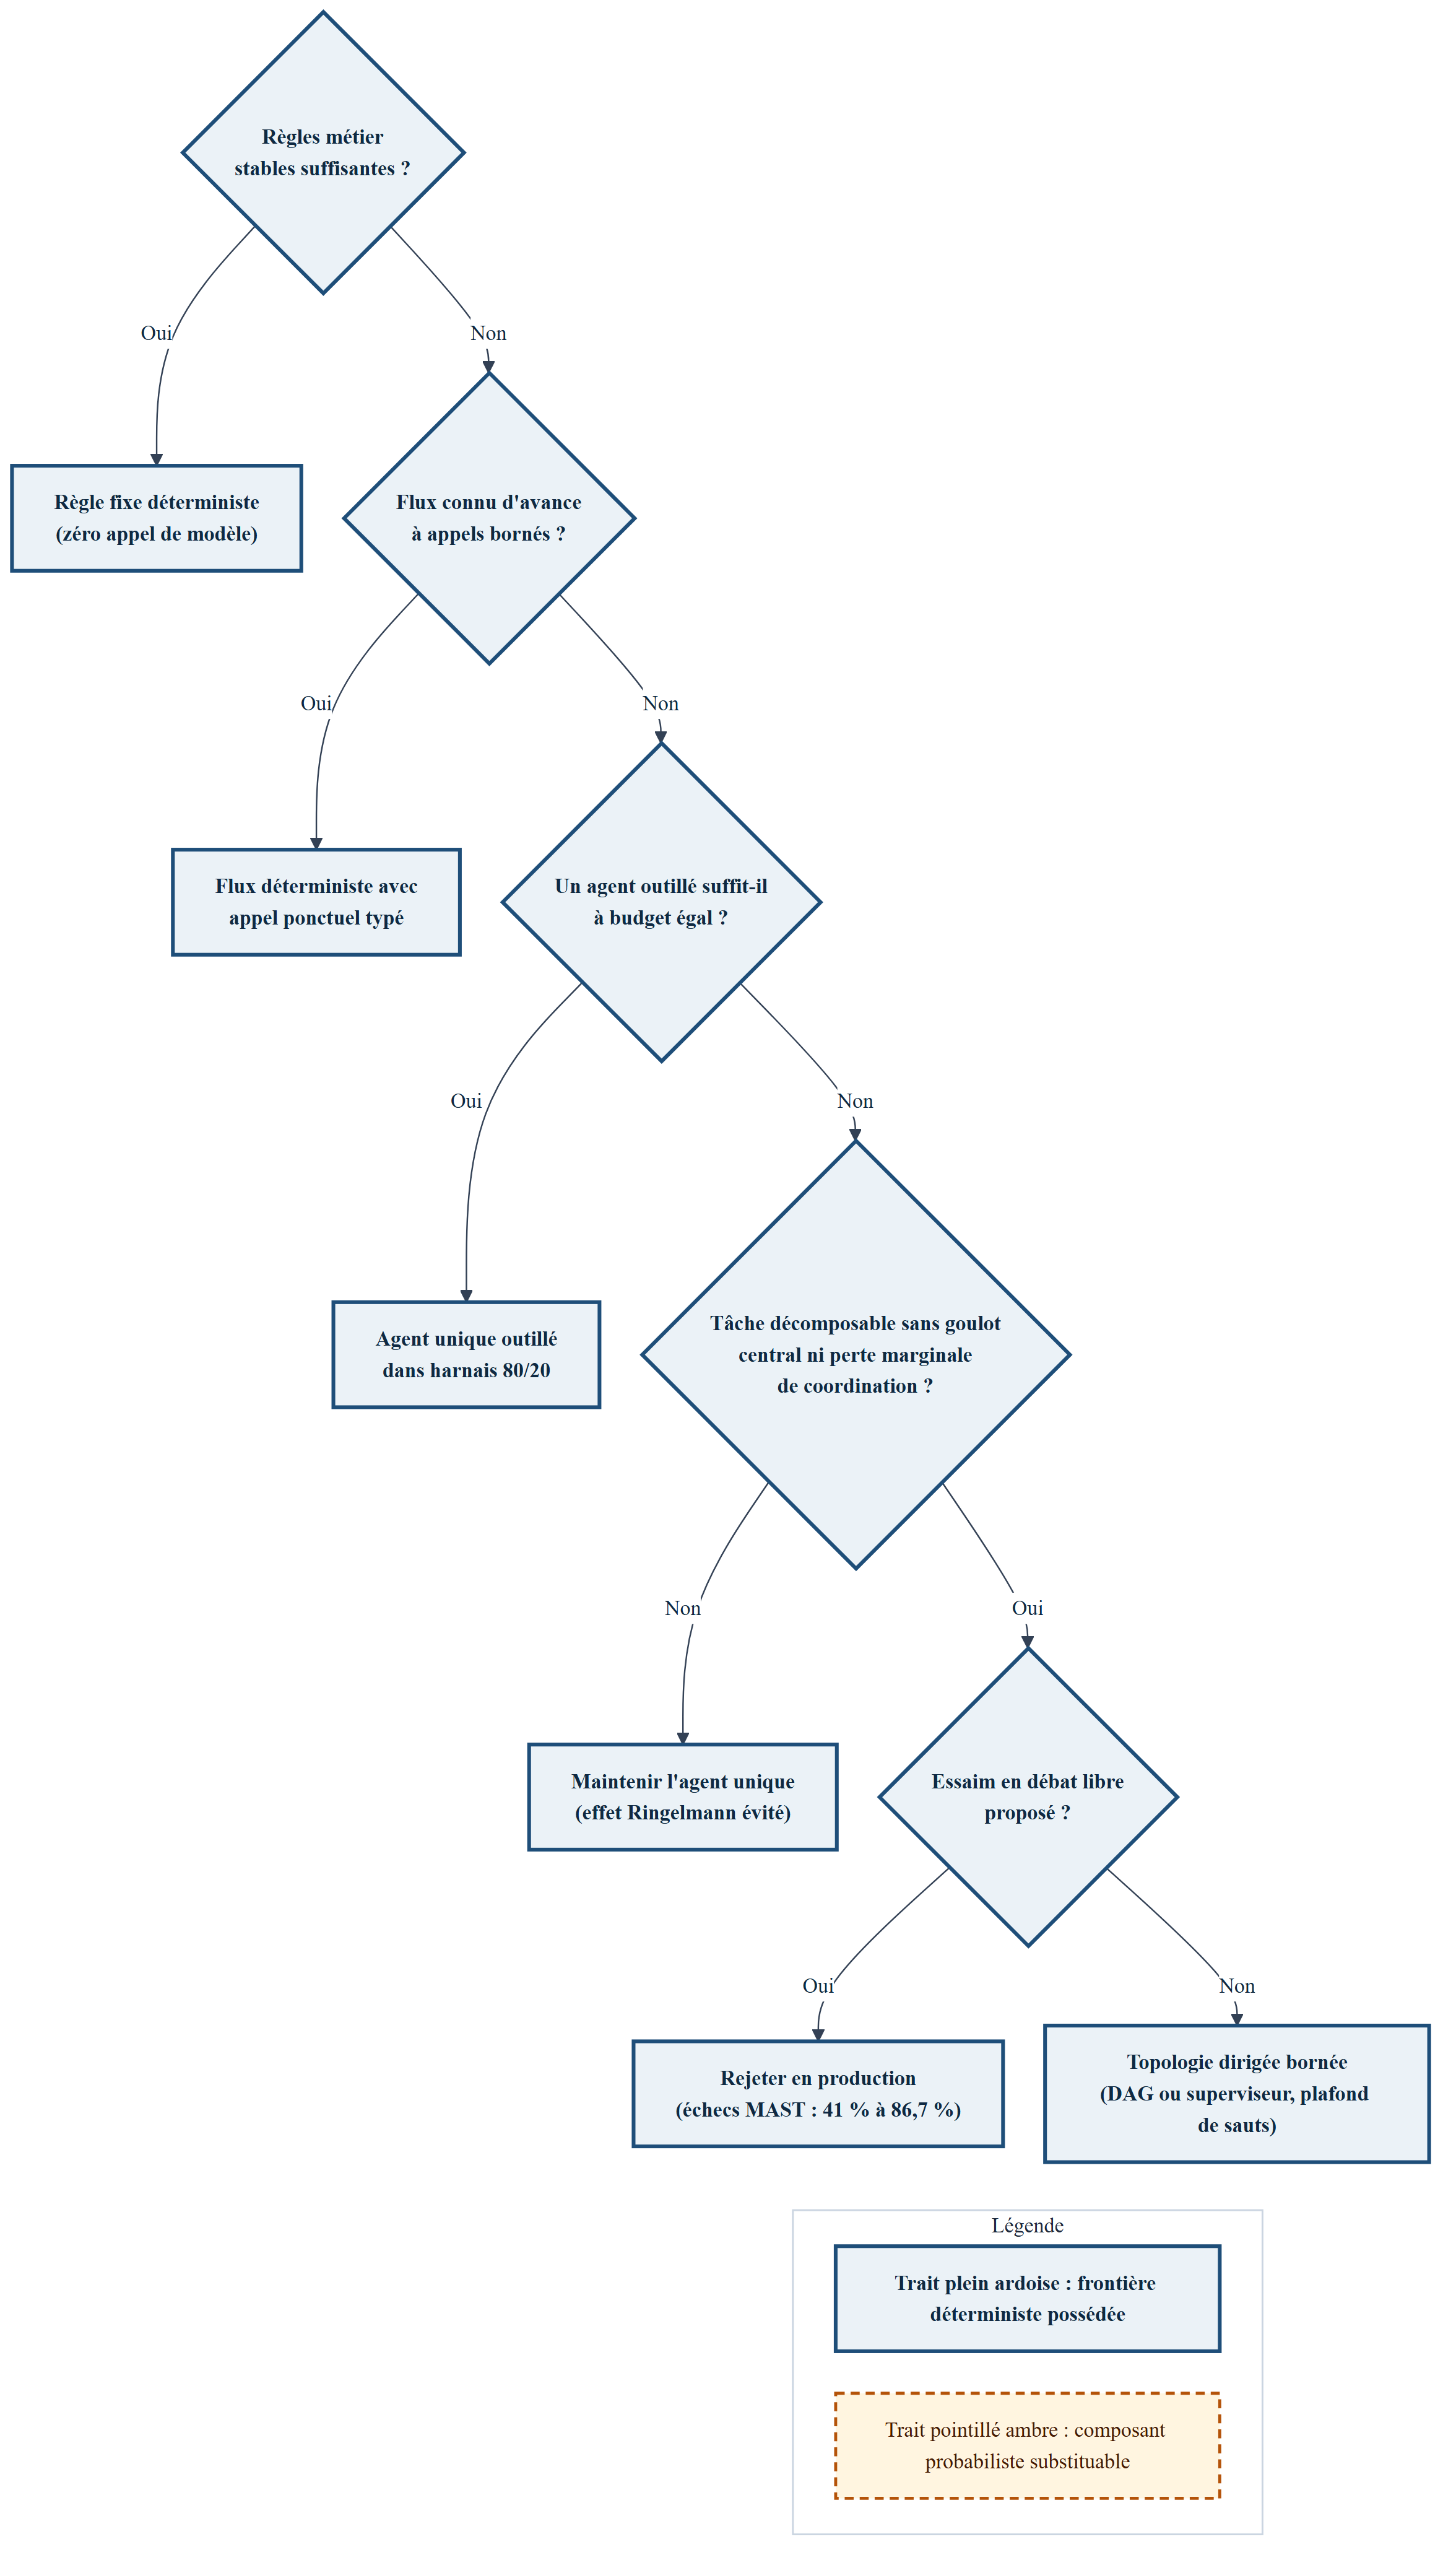 Règles métier
stables suffisantes ?
Oui
Non
Règle fixe déterministe
(zéro appel de modèle)
Flux connu d'avance
à appels bornés ?
Oui
Non
Flux déterministe avec
appel ponctuel typé
Un agent outillé suffit-il
à budget égal ?
Oui
Non
Agent unique outillé
dans harnais 80/20
Tâche décomposable sans goulot
central ni perte marginale
de coordination ?
Non
Oui
Maintenir l'agent unique
(effet Ringelmann évité)
Essaim en débat libre
proposé ?
Oui
Non
Rejeter en production
(échecs MAST : 41 % à 86,7 %)
Topologie dirigée bornée
(DAG ou superviseur, plafond
de sauts)
Légende
Trait plein ardoise : frontière
déterministe possédée
Trait pointillé ambre : composant
probabiliste substituable